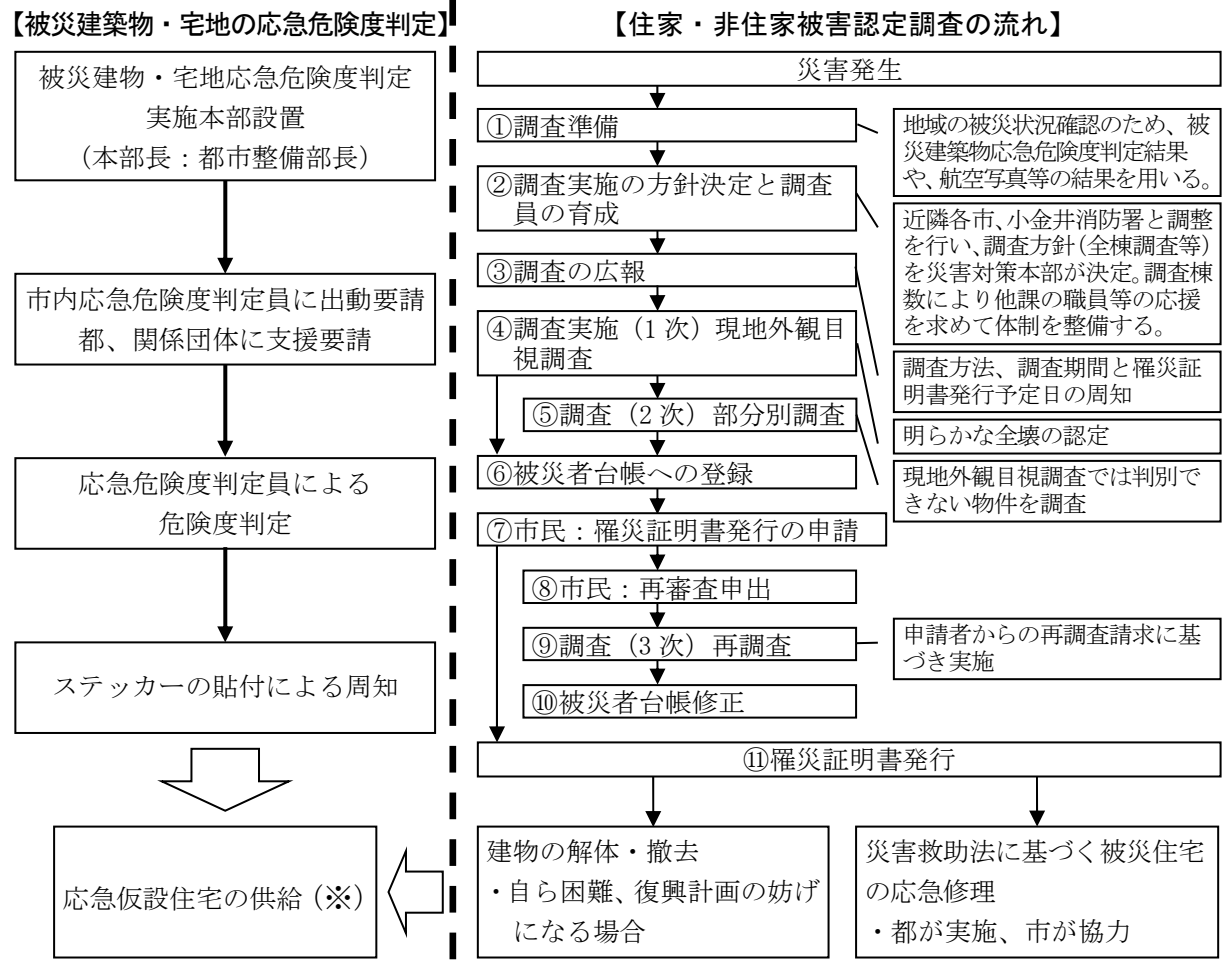 【被災建築物・宅地の応急危険度判定】
被災建物・宅地応急危険度判定
実施本部設置
（本部長：都市整備部長）
市内応急危険度判定員に出動要請
都、関係団体に支援要請
応急危険度判定員による
危険度判定
ステッカーの貼付による周知
応急仮設住宅の供給（※）
【住家・非住家被害認定調査の流れ】
災害発生
①調査準備
地域の被災状況確認のため、被
災建築物応急危険度判定結果
や、航空写真等の結果を用いる。
②調査実施の方針決定と調査
員の育成
近隣各市、小金井消防署と調整
を行い、調査方針（全棟調査等）
を災害対策本部が決定。調査棟
数により他課の職員等の応援
を求めて体制を整備する。
③調査の広報
調査方法、調査期間と罹災証
明書発行予定日の周知
④調査実施（1次）現地外観目
視調査
明らかな全壊の認定
⑤調査（2次）部分別調査
現地外観目視調査では判別で
きない物件を調査
⑥被災者台帳への登録
⑦市民：罹災証明書発行の申請
⑧市民：再審査申出
⑨調査（3次）再調査
申請者からの再調査請求に基
づき実施
⑩被災者台帳修正
⑪罹災証明書発行
建物の解体・撤去
・自ら困難、復興計画の妨げ
になる場合
災害救助法に基づく被災住宅
の応急修理
・都が実施、市が協力